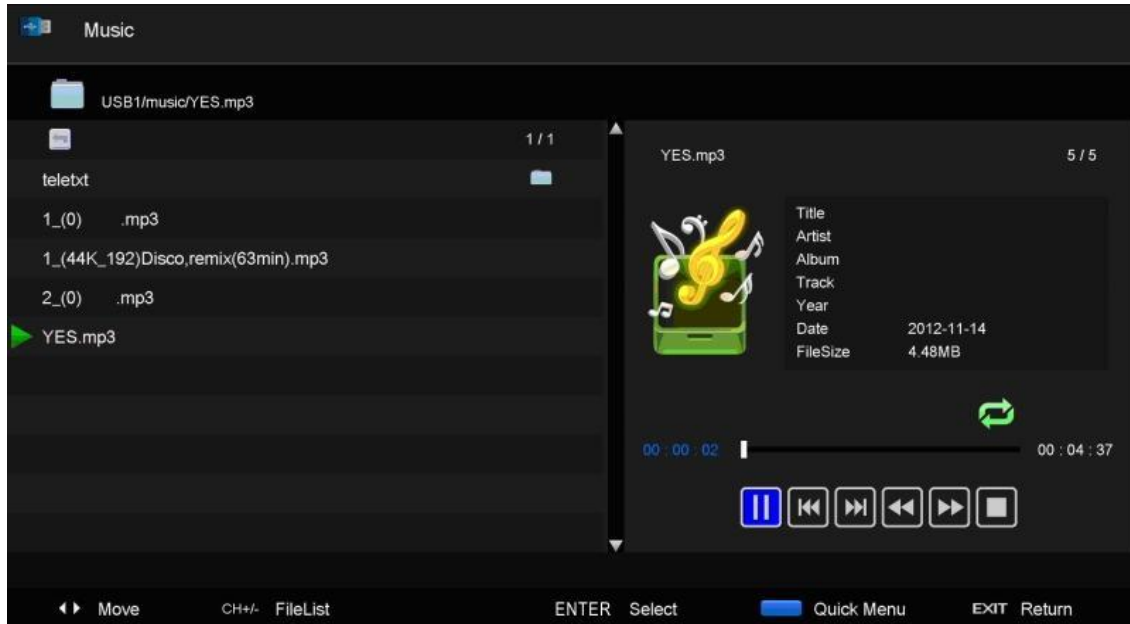 Music
USB1/music/YES.mp3
1 / 1
teletxt
1_(0) .mp3
1_(44K_192)Disco,remix(63min).mp3
2_(0) .mp3
YES.mp3
YES.mp3 5 / 5
Title
Artist
Album
Track
Year
Date 2012-11-14
FileSize 4.48MB
00 : 00 : 02 00 : 04 : 37
Move CH+/- FileList ENTER Select Quick Menu EXIT Return